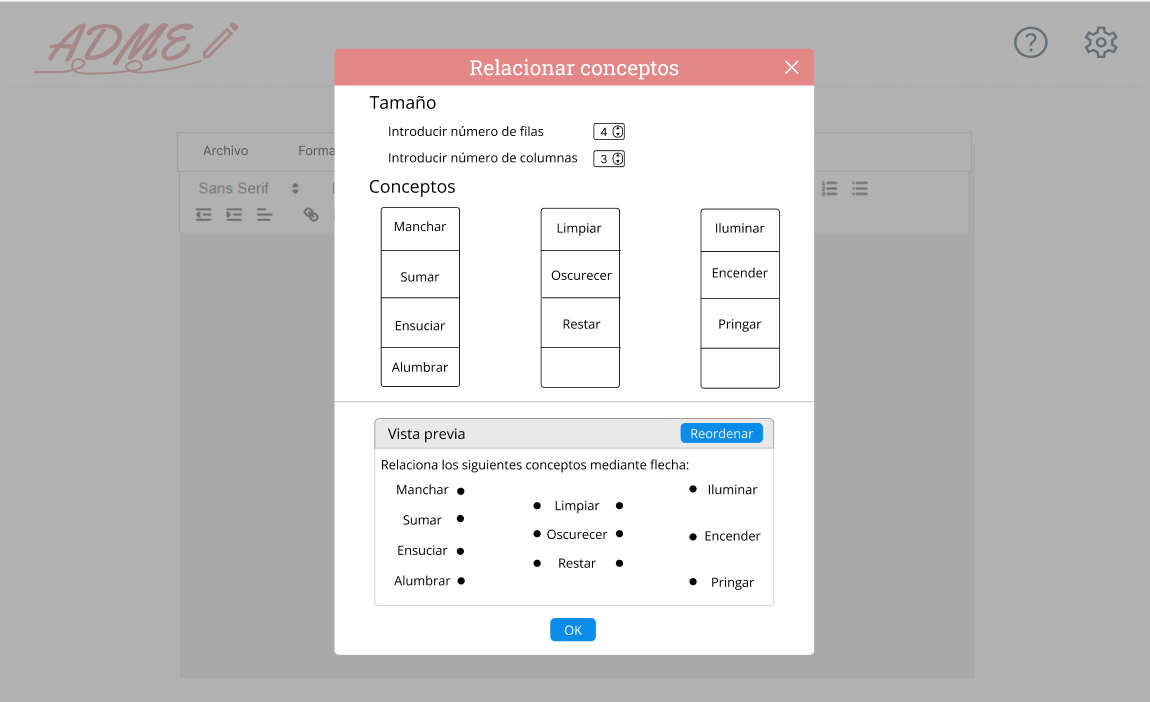 ADME
Relacionar conceptos
Tamaño
Introducir número de filas 4
Introducir número de columnas 3
Archivo Forma
Sans Serif
Conceptos
Manchar Limpiar Iluminar
Sumar Oscurecer Encender
Ensuciar Restar Pringar
Alumbrar
Vista previa Reordenar
Relaciona los siguientes conceptos mediante flecha:
Manchar Iluminar
Limpiar
Sumar
Oscurecer Encender
Ensuciar
Restar
Alumbrar Pringar
OK